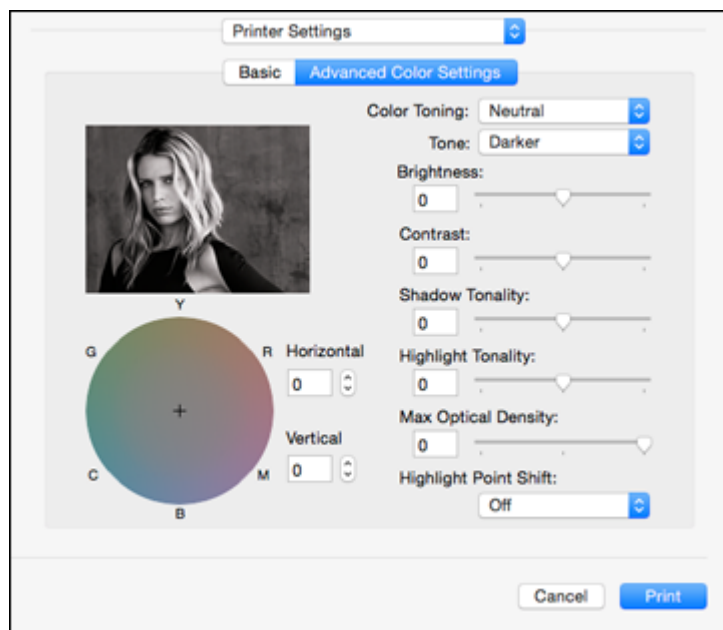 Printer Settings
Basic
Advanced Color Settings
Color Toning: Neutral
Tone: Darker
Brightness:
0
Contrast:
0
Shadow Tonality:
0
Highlight Tonality:
0
Max Optical Density:
0
Highlight Point Shift:
Off
Y
G
R
C
M
B
Horizontal
0
Vertical
0
Cancel
Print